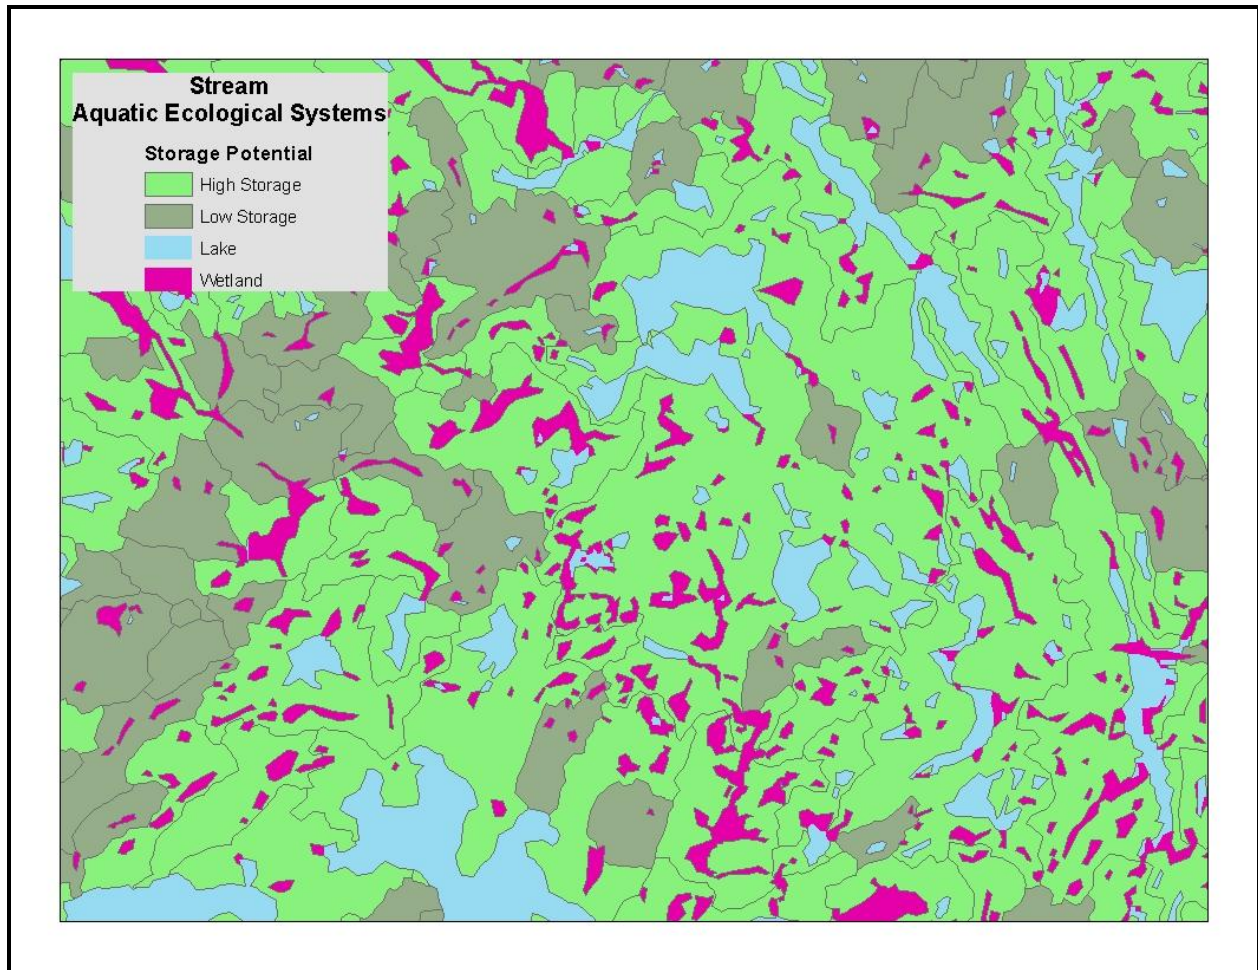 Stream
Aquatic Ecological Systems
Storage Potential
High Storage
Low Storage
Lake
Wetland